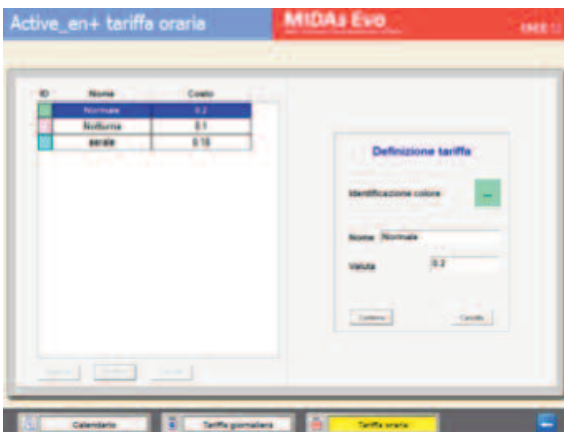 Active_en+ tariffa oraria
MIDAs Evo
ID Nome Costo
Normale 0.2
Notturna 0.1
serale 0.15
Definizione tariffa
Identificazione colore
...
Nome Normale
Valuta 0.2
Conferma Cancella
Calendario Tariffa giornaliera Tariffa oraria